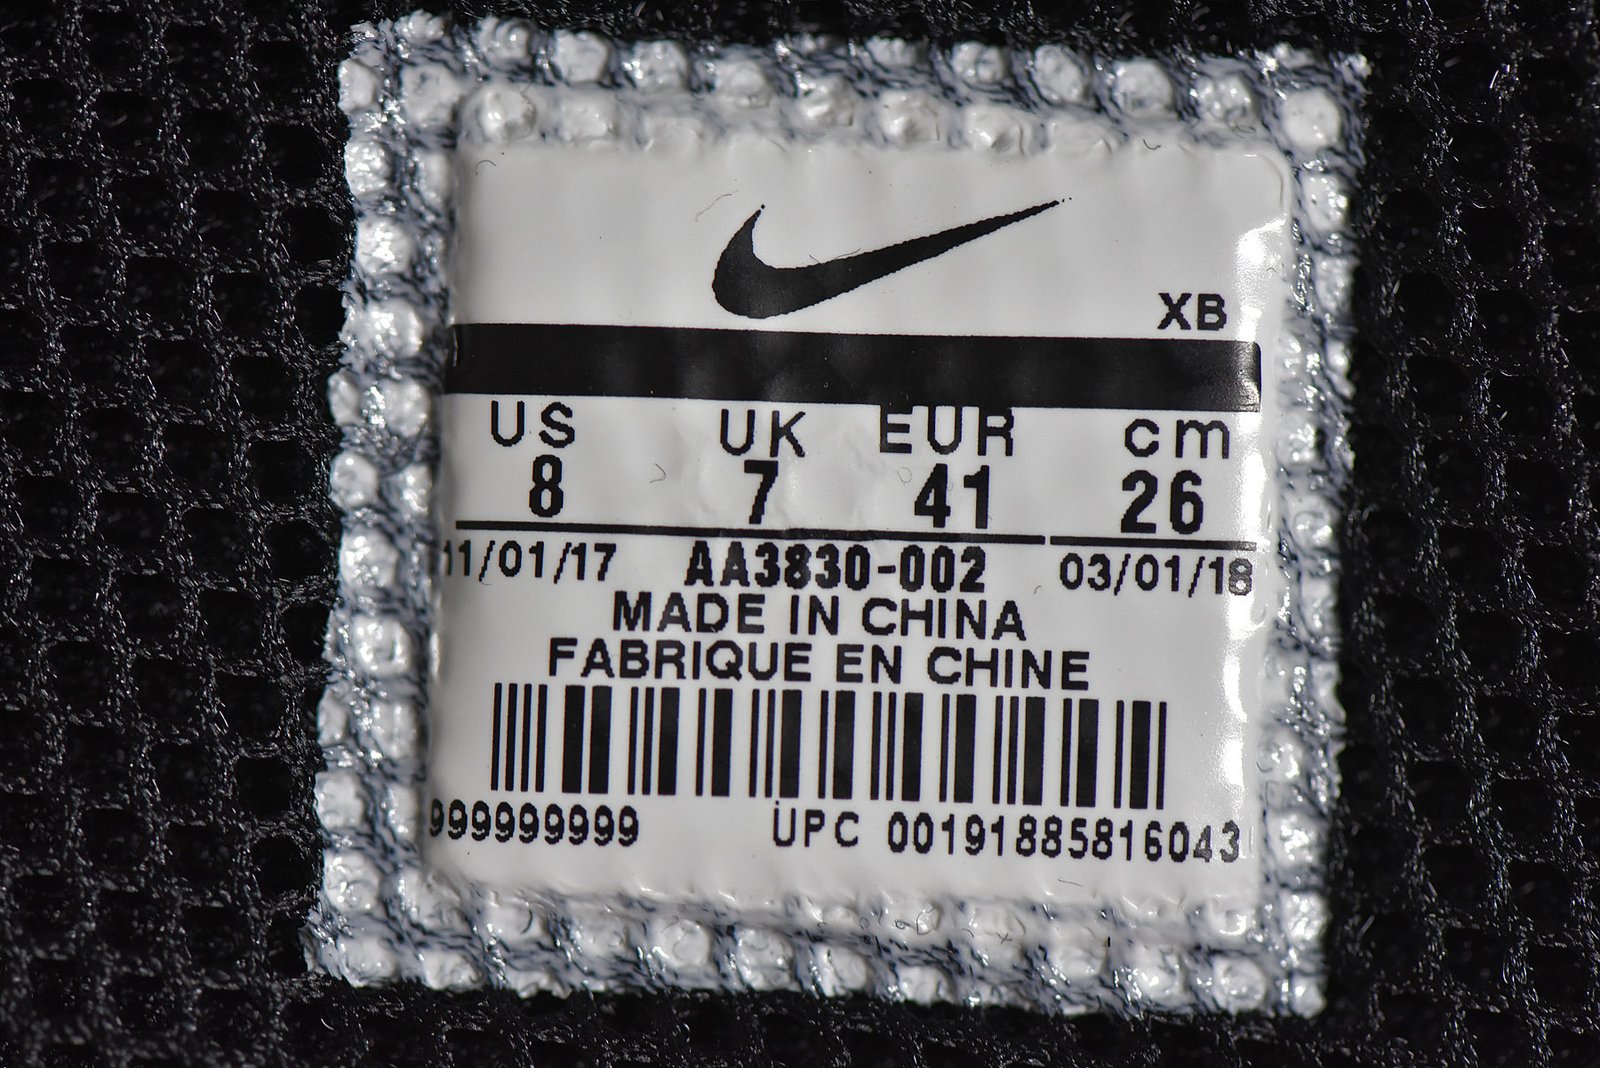 XB
US UK EUR cm
8 7 41 26
11/01/17 AA3830-002 03/01/18
MADE IN CHINA
FABRIQUE EN CHINE
999999999 UPC 00191885816043